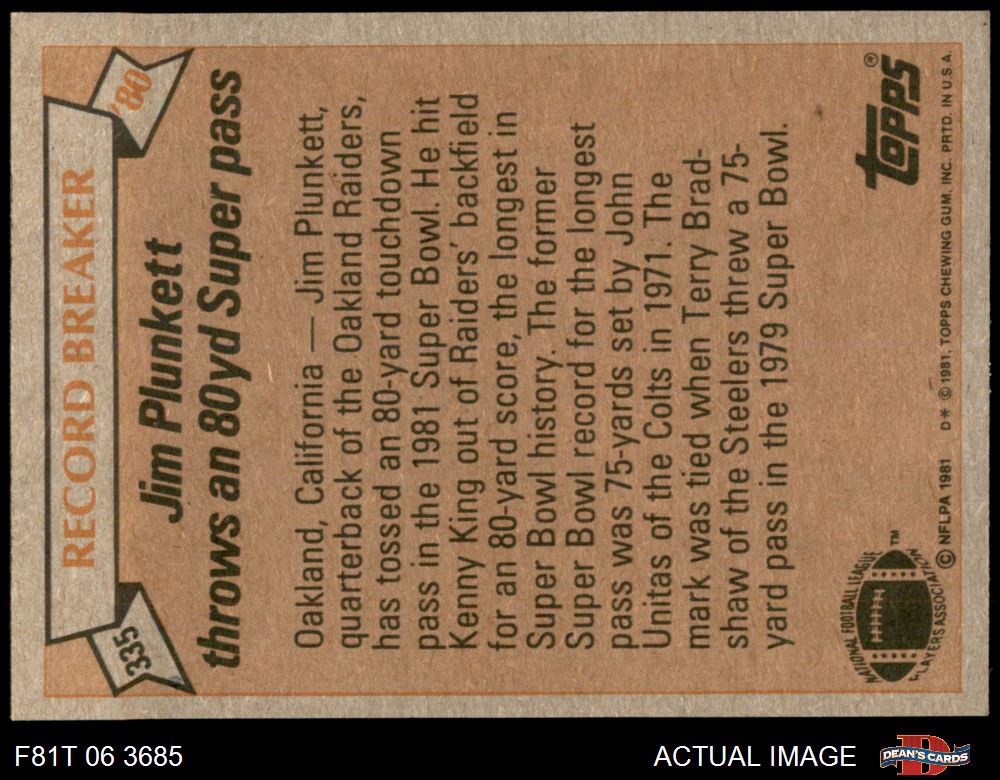 335 RECORD BREAKER '80
Jim Plunkett
throws an 80yd Super pass
Oakland, California — Jim Plunkett,
quarterback of the Oakland Raiders,
has tossed an 80-yard touchdown
pass in the 1981 Super Bowl. He hit
Kenny King out of Raiders' backfield
for an 80-yard score, the longest in
Super Bowl history. The former
Super Bowl record for the longest
pass was 75-yards set by John
Unitas of the Colts in 1971. The
mark was tied when Terry Brad-
shaw of the Steelers threw a 75-
yard pass in the 1979 Super Bowl.
NATIONAL FOOTBALL LEAGUE
PLAYERS ASSOCIATION
TM
topps®
© NFLPA 1981 D* © 1981, TOPPS CHEWING GUM, INC. PRTD. IN U.S.A.
F81T 06 3685
ACTUAL IMAGE
DEAN'S CARDS